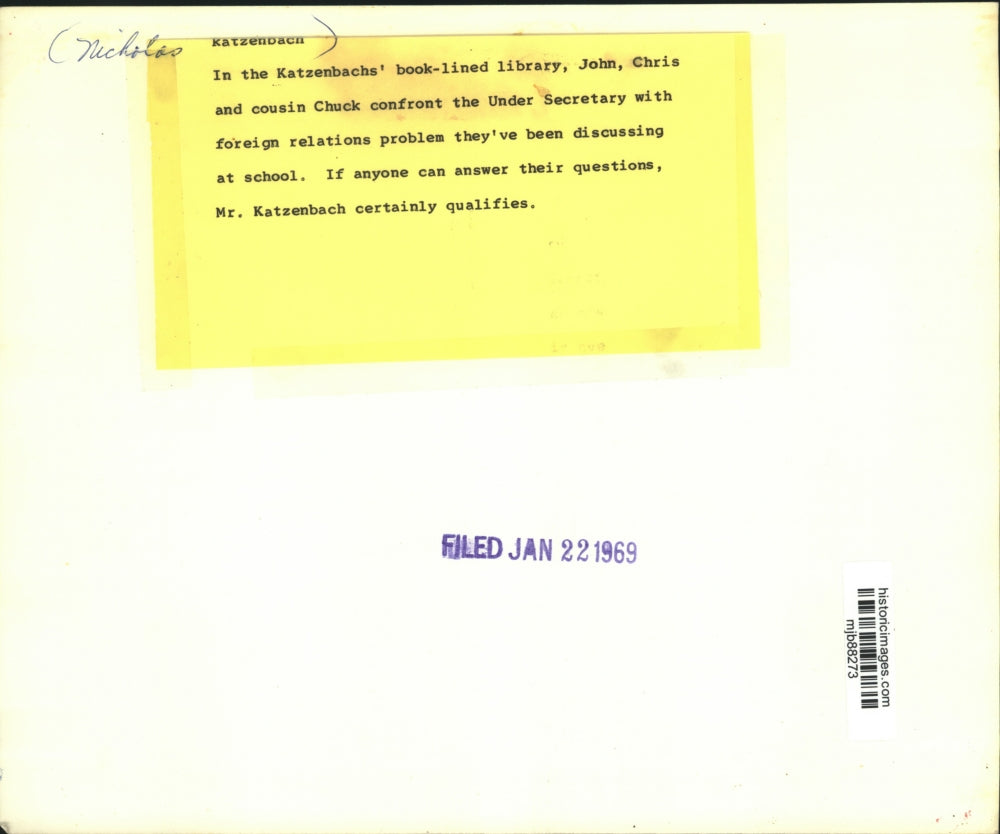 (Nicholas Katzenbach)
In the Katzenbachs' book-lined library, John, Chris
and cousin Chuck confront the Under Secretary with
foreign relations problem they've been discussing
at school. If anyone can answer their questions,
Mr. Katzenbach certainly qualifies.
FILED JAN 22 1969
historicimages.com
mjb88273